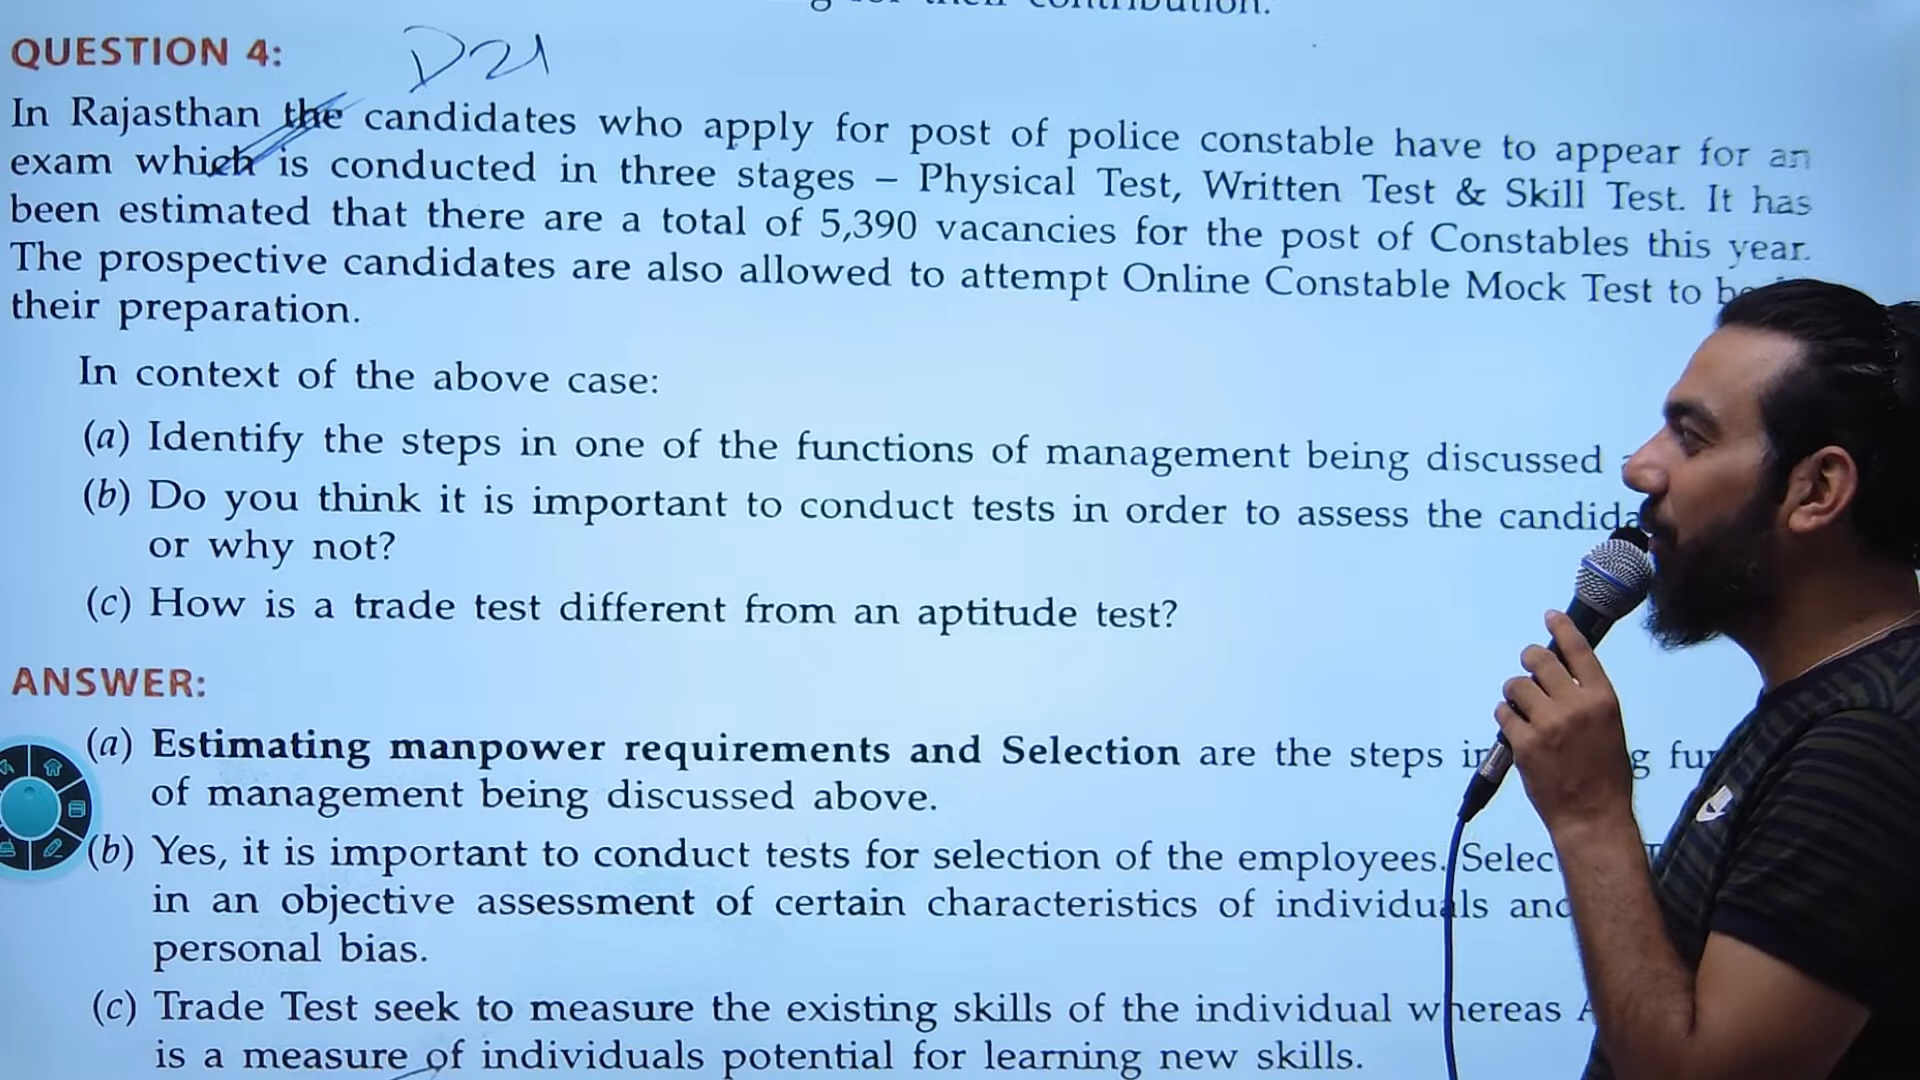 their contribution.
QUESTION 4:
D21
In Rajasthan the candidates who apply for post of police constable have to appear for an
exam which is conducted in three stages – Physical Test, Written Test & Skill Test. It has
been estimated that there are a total of 5,390 vacancies for the post of Constables this year.
The prospective candidates are also allowed to attempt Online Constable Mock Test to
their preparation.
In context of the above case:
(a) Identify the steps in one of the functions of management being discussed
(b) Do you think it is important to conduct tests in order to assess the
or why not?
(c) How is a trade test different from an aptitude test?
ANSWER:
(a) Estimating manpower requirements and Selection are the steps
of management being discussed above.
(b) Yes, it is important to conduct tests for selection of the employees.
in an objective assessment of certain characteristics of individuals and
personal bias.
(c) Trade Test seek to measure the existing skills of the individual whereas
is a measure of individuals potential for learning new skills.